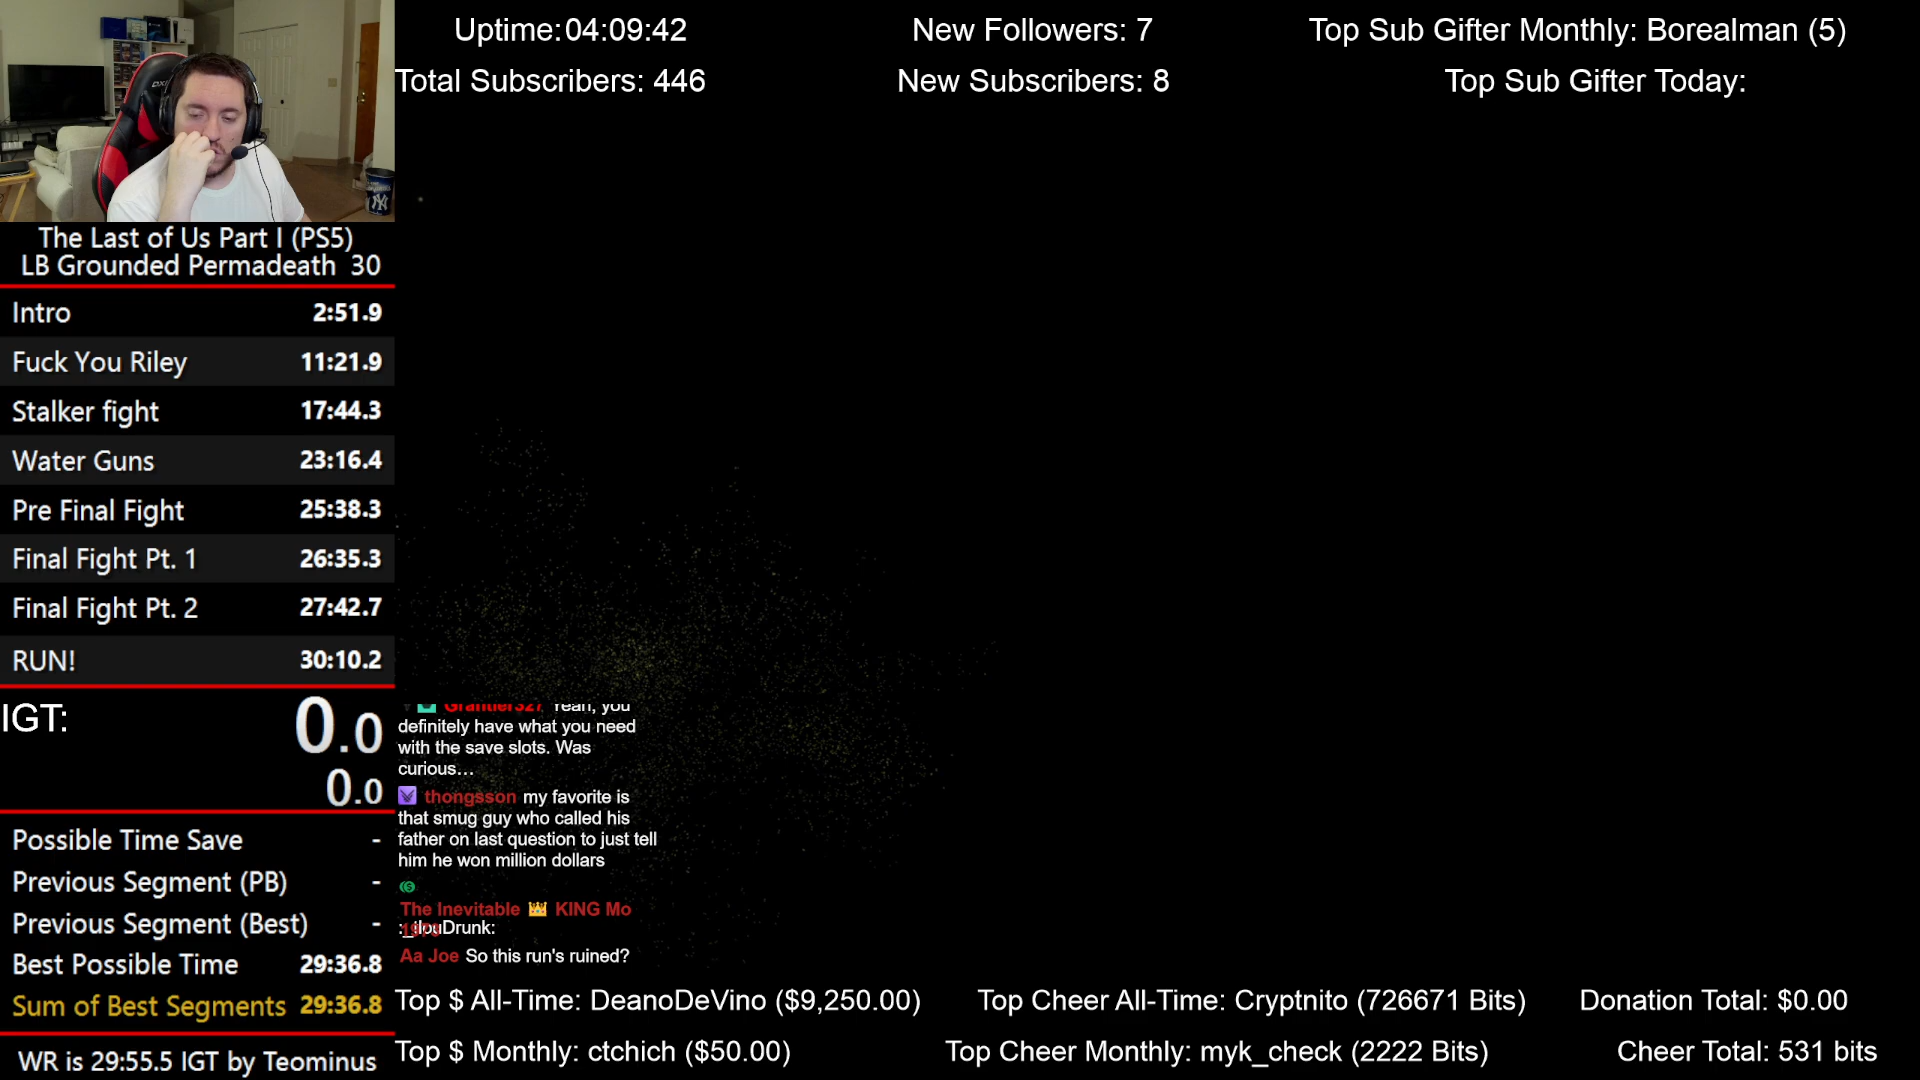 Uptime:04:09:42
New Followers: 7
Top Sub Gifter Monthly: Borealman (5)
Total Subscribers: 446
New Subscribers: 8
Top Sub Gifter Today:
The Last of Us Part I (PS5)
LB Grounded Permadeath 30
Intro 2:51.9
Fuck You Riley 11:21.9
Stalker fight 17:44.3
Water Guns 23:16.4
Pre Final Fight 25:38.3
Final Fight Pt. 1 26:35.3
Final Fight Pt. 2 27:42.7
RUN! 30:10.2
IGT: 0.0
0.0
Possible Time Save -
Previous Segment (PB) -
Previous Segment (Best) -
Best Possible Time 29:36.8
Sum of Best Segments 29:36.8
WR is 29:55.5 IGT by Teominus
Yeah, you
definitely have what you need
with the save slots. Was
curious…
thongsson my favorite is
that smug guy who called his
father on last question to just tell
him he won million dollars
The Inevitable 👑 KING Mo
Aa Joe So this run's ruined?
Top $ All-Time: DeanoDeVino ($9,250.00)
Top Cheer All-Time: Cryptnito (726671 Bits)
Donation Total: $0.00
Top $ Monthly: ctchich ($50.00)
Top Cheer Monthly: myk_check (2222 Bits)
Cheer Total: 531 bits